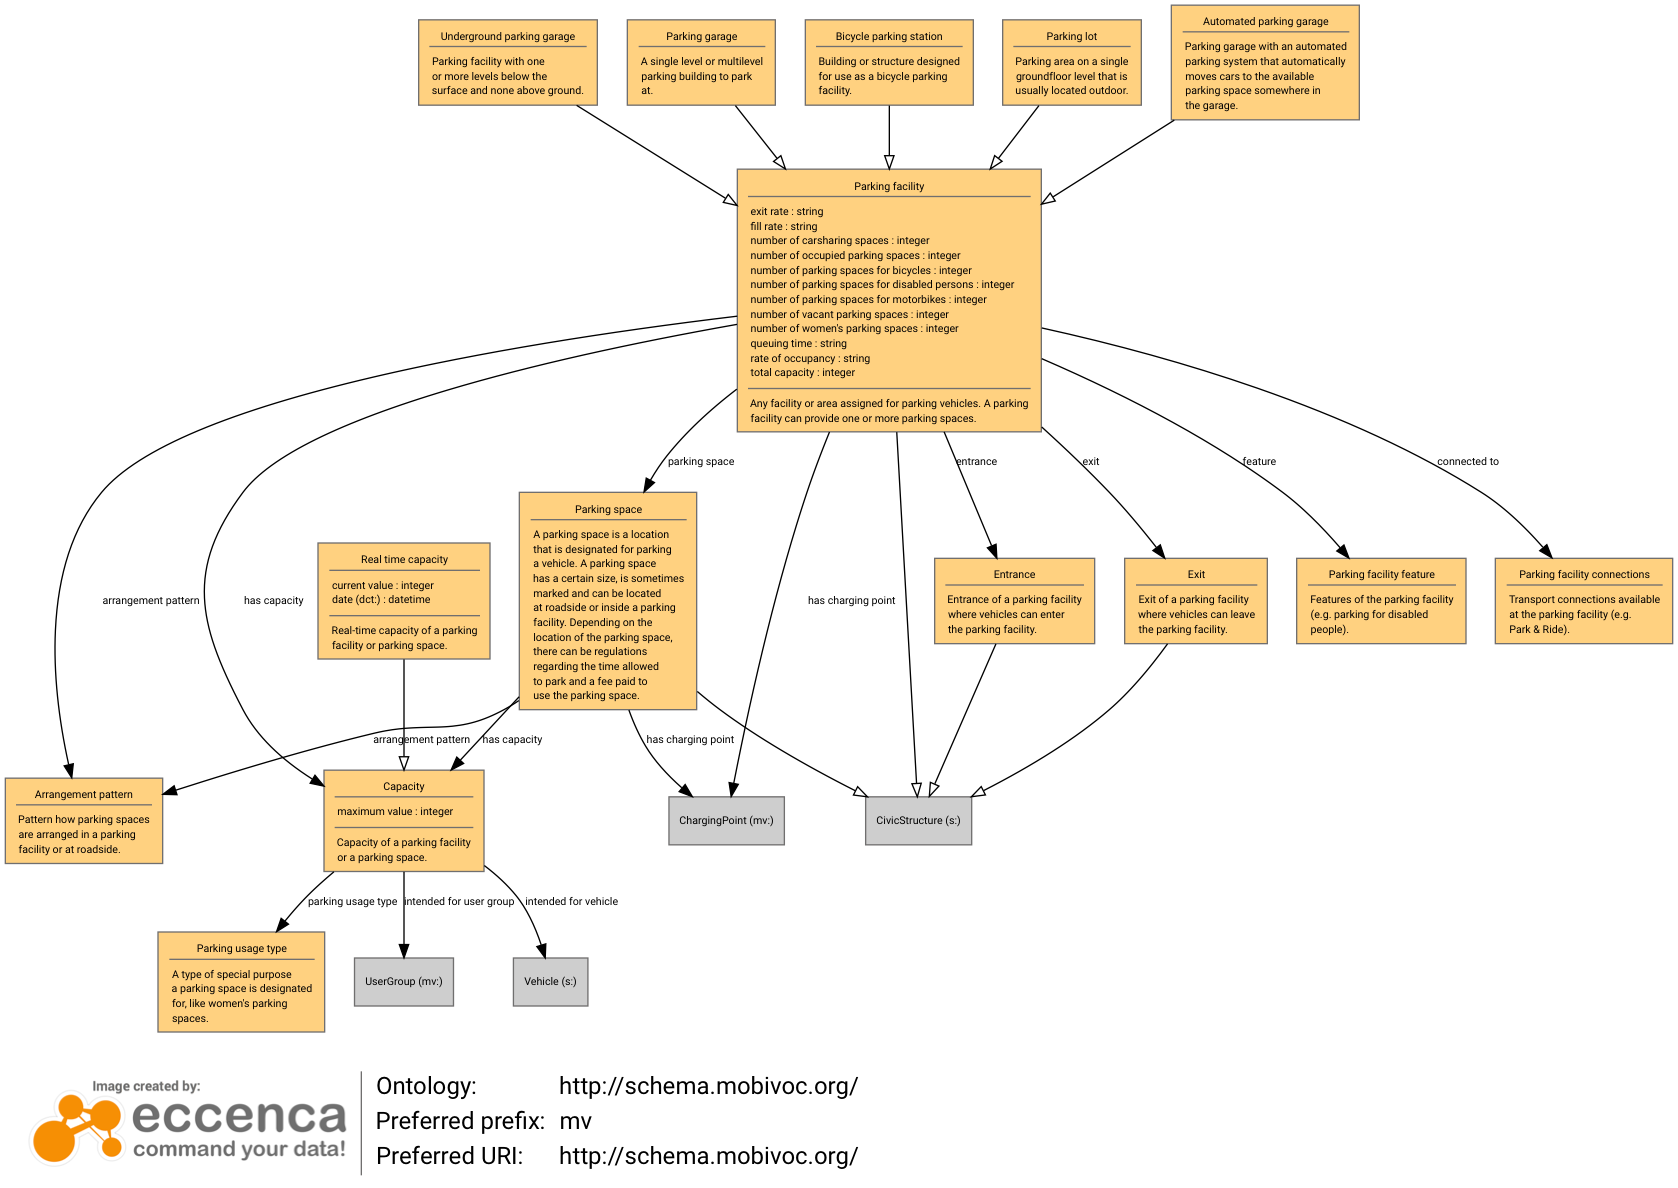 Underground parking garage
Parking facility with one
or more levels below the
surface and none above ground.
Parking garage
A single level or multilevel
parking building to park
at.
Bicycle parking station
Building or structure designed
for use as a bicycle parking
facility.
Parking lot
Parking area on a single
groundfloor level that is
usually located outdoor.
Automated parking garage
Parking garage with an automated
parking system that automatically
moves cars to the available
parking space somewhere in
the garage.
Parking facility
exit rate : string
fill rate : string
number of carsharing spaces : integer
number of occupied parking spaces : integer
number of parking spaces for bicycles : integer
number of parking spaces for disabled persons : integer
number of parking spaces for motorbikes : integer
number of vacant parking spaces : integer
number of women's parking spaces : integer
queuing time : string
rate of occupancy : string
total capacity : integer
Any facility or area assigned for parking vehicles. A parking
facility can provide one or more parking spaces.
parking space
entrance
exit
feature
connected to
Parking space
A parking space is a location
that is designated for parking
a vehicle. A parking space
has a certain size, is sometimes
marked and can be located
at roadside or inside a parking
facility. Depending on the
location of the parking space,
there can be regulations
regarding the time allowed
to park and a fee paid to
use the parking space.
Real time capacity
current value : integer
date (dct:) : datetime
Real-time capacity of a parking
facility or parking space.
arrangement pattern
has capacity
has charging point
Entrance
Entrance of a parking facility
where vehicles can enter
the parking facility.
Exit
Exit of a parking facility
where vehicles can leave
the parking facility.
Parking facility feature
Features of the parking facility
(e.g. parking for disabled
people).
Parking facility connections
Transport connections available
at the parking facility (e.g.
Park & Ride).
arrangement pattern
has capacity
has charging point
Arrangement pattern
Pattern how parking spaces
are arranged in a parking
facility or at roadside.
Capacity
maximum value : integer
Capacity of a parking facility
or a parking space.
ChargingPoint (mv:)
CivicStructure (s:)
parking usage type
intended for user group
intended for vehicle
Parking usage type
A type of special purpose
a parking space is designated
for, like women's parking
spaces.
UserGroup (mv:)
Vehicle (s:)
Image created by:
eccenca
command your data!
Ontology: http://schema.mobivoc.org/
Preferred prefix: mv
Preferred URI: http://schema.mobivoc.org/